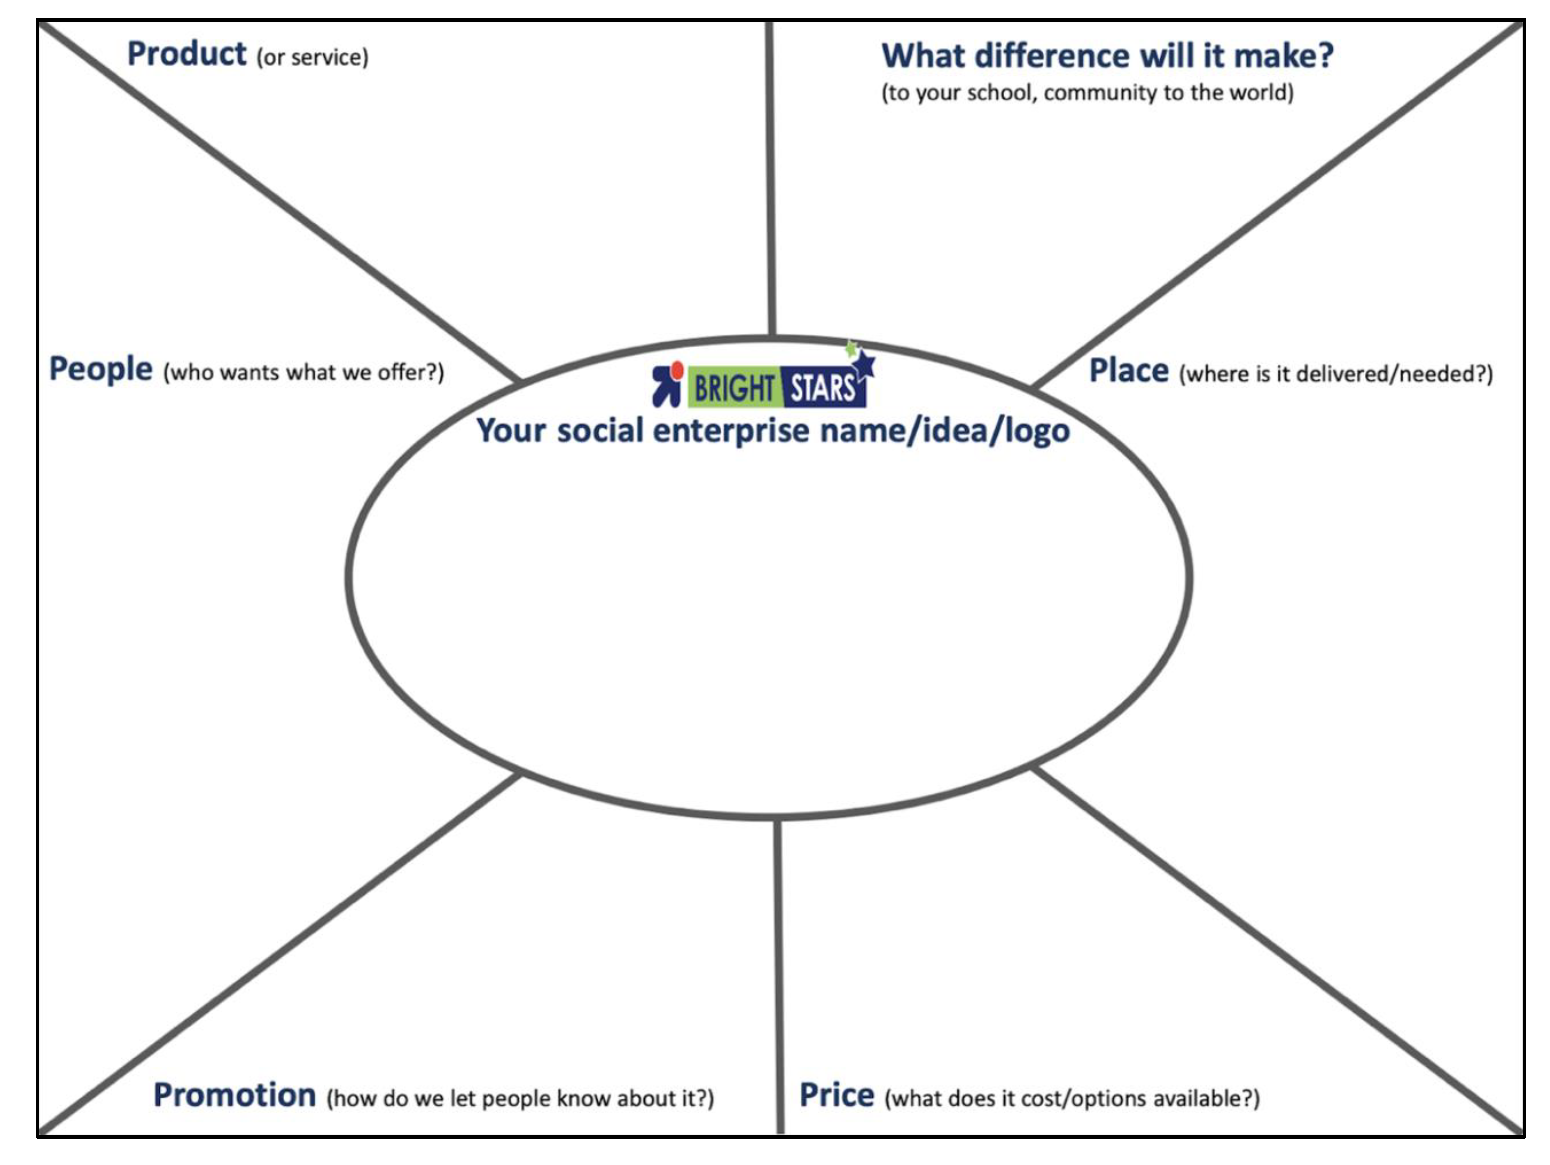 Product (or service)
What difference will it make?
(to your school, community to the world)
People (who wants what we offer?)
Place (where is it delivered/needed?)
BRIGHT STARS
Your social enterprise name/idea/logo
Promotion (how do we let people know about it?)
Price (what does it cost/options available?)